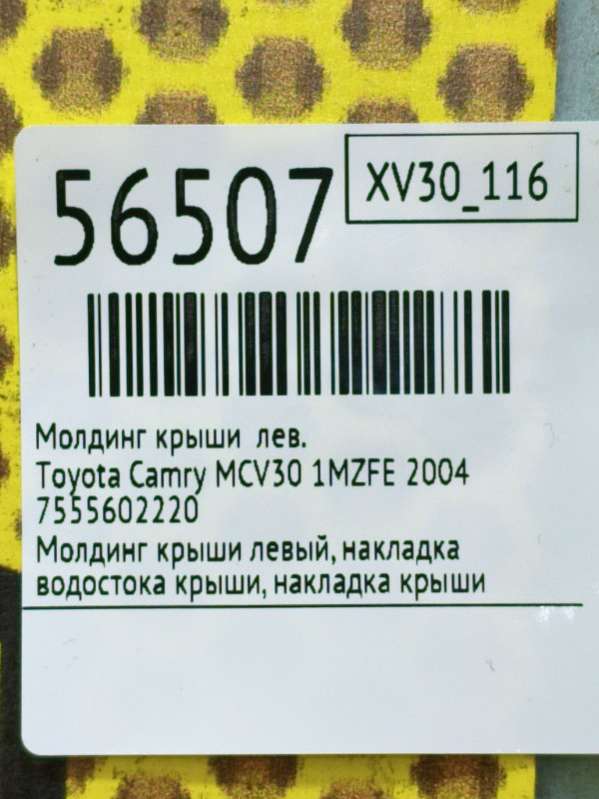 56507
XV30_116
Молдинг крыши лев.
Toyota Camry MCV30 1MZFE 2004
7555602220
Молдинг крыши левый, накладка
водостока крыши, накладка крыши